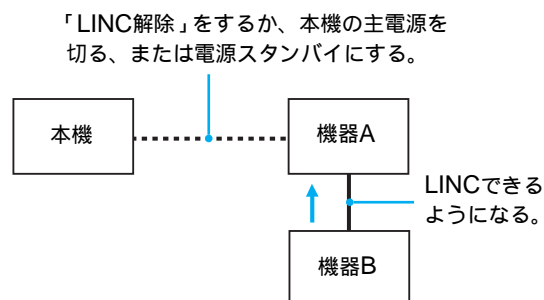 「LINC解除」をするか、本機の主電源を
切る、または電源スタンバイにする。
本機
機器A
LINCできる
ようになる。
機器B